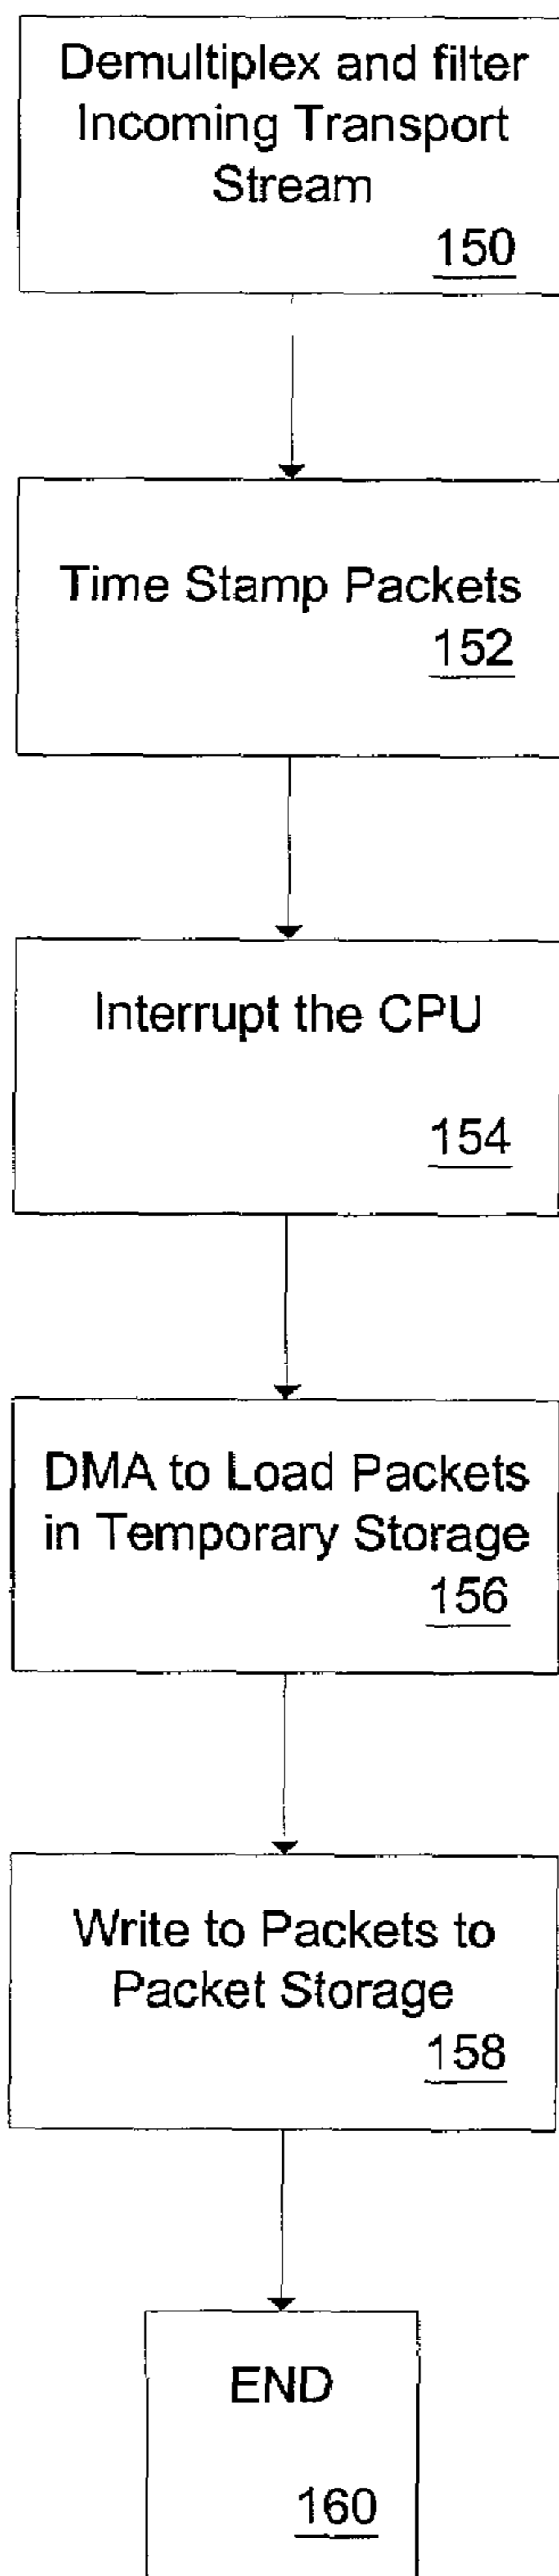 Demultiplex and filter
Incoming Transport
Stream
150
Time Stamp Packets
152
Interrupt the CPU
154
DMA to Load Packets
in Temporary Storage
156
Write to Packets to
Packet Storage
158
END
160